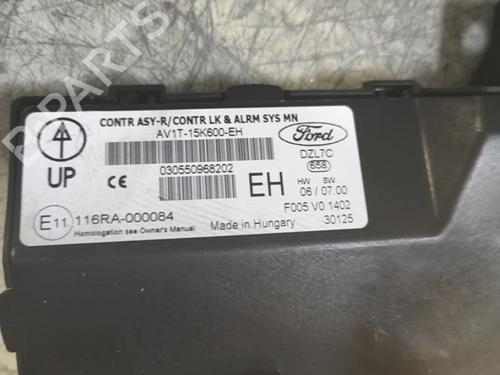 CONTR ASY-R/CONTR LK & ALRM SYS MN
AV1T-15K600-EH
Ford
DZL7C
658
030550968202
UP
CE
EH
HW SW
06 / 07.00
E11 116RA-000084
F005 V0 1402
Homologation see Owner's Manual
Made in Hungary
30125
B PARTS